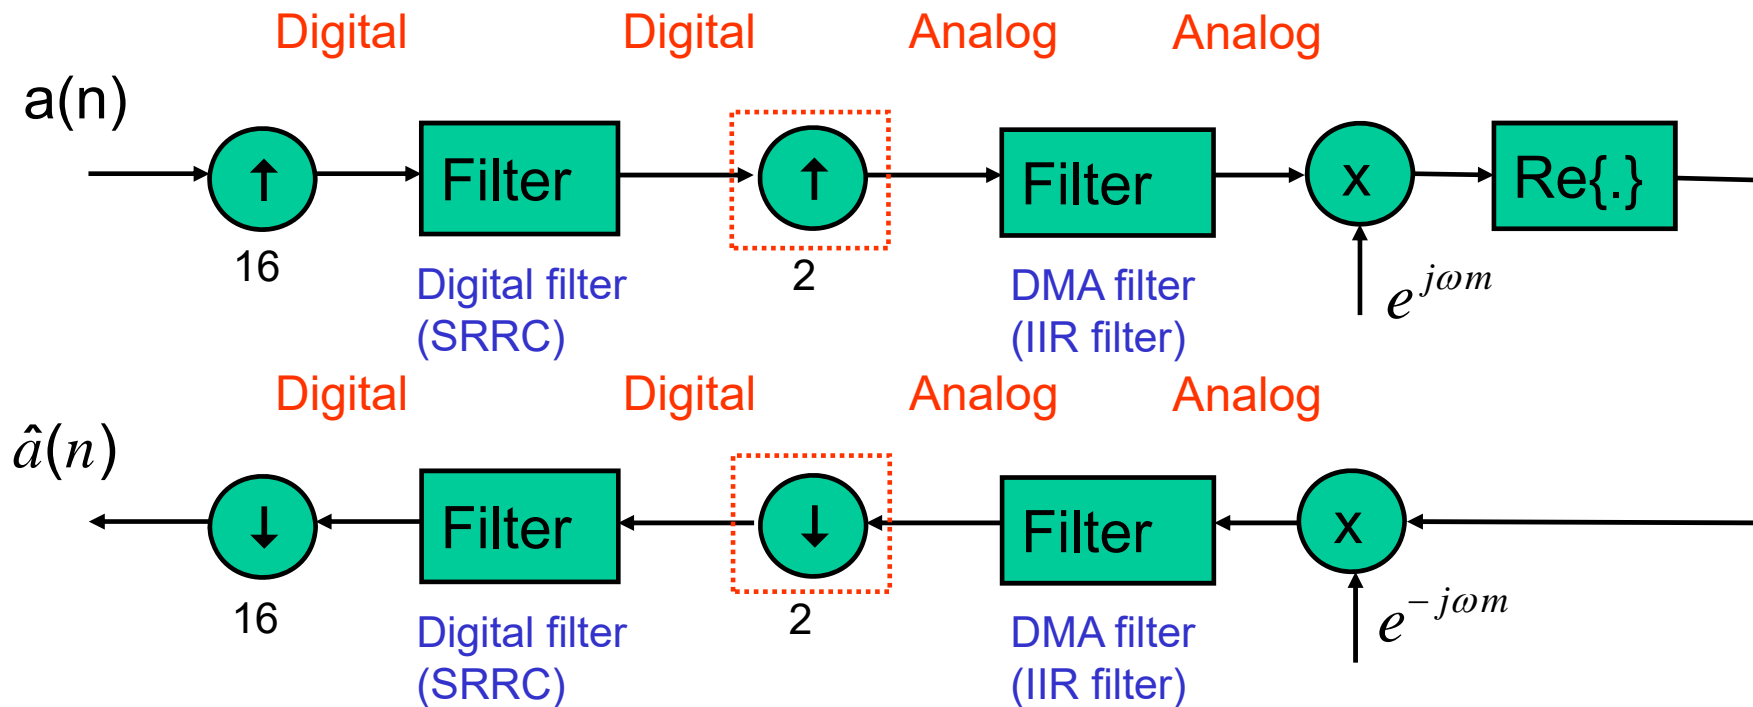 Digital Digital Analog Analog
a(n)
↑ Filter ↑ Filter x Re{.}
16 2
Digital filter DMA filter
(SRRC) (IIR filter)
e^{jωm}
Digital Digital Analog Analog
â(n)
↓ Filter ↓ Filter x
16 2
Digital filter DMA filter
(SRRC) (IIR filter)
e^{-jωm}